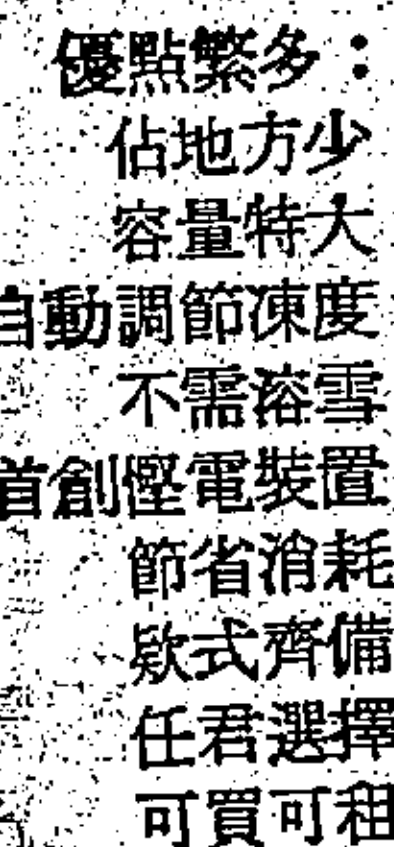 優點繁多：
佔地方少
容量特大
自動調節凍度
不需溶雪
首創慳電裝置
節省消耗
欵式齊備
任君選擇
可買可租